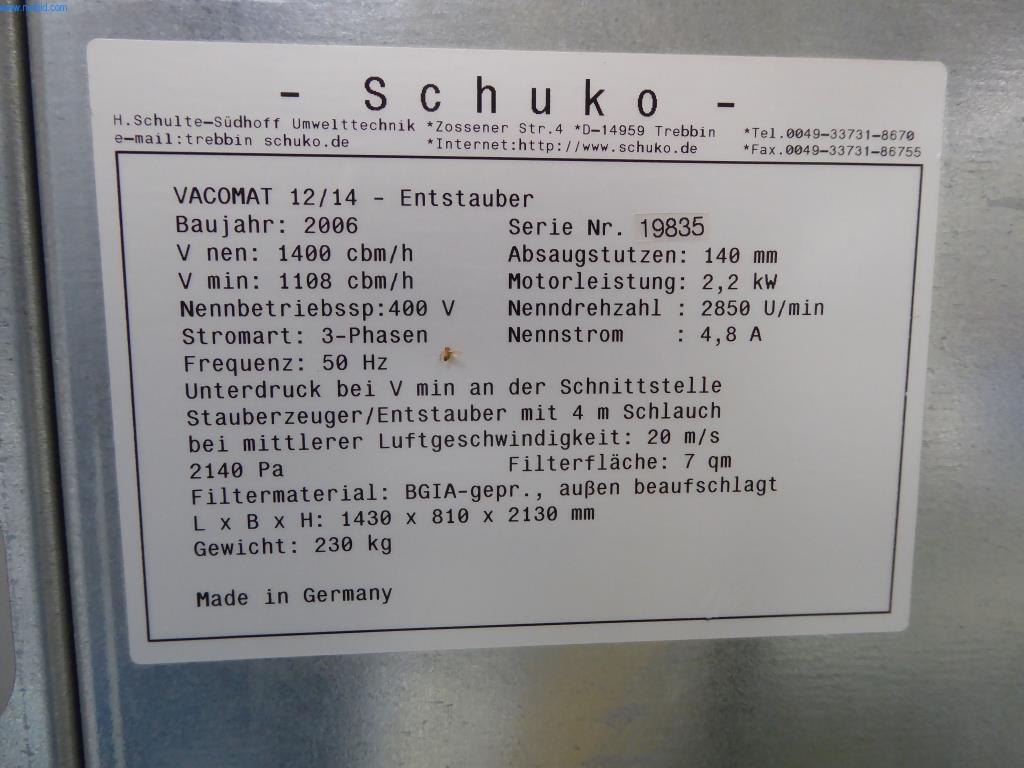 www.netbid.com
- Schuko -
H.Schulte-Südhoff Umwelttechnik *Zossener Str.4 *D-14959 Trebbin *Tel.0049-33731-8670
e-mail:trebbin schuko.de *Internet:http://www.schuko.de *Fax.0049-33731-86755
VACOMAT 12/14 - Entstauber
Baujahr: 2006 Serie Nr. 19835
V nen: 1400 cbm/h Absaugstutzen: 140 mm
V min: 1108 cbm/h Motorleistung: 2,2 kW
Nennbetriebssp:400 V Nenndrehzahl : 2850 U/min
Stromart: 3-Phasen Nennstrom : 4,8 A
Frequenz: 50 Hz
Unterdruck bei V min an der Schnittstelle
Stauberzeuger/Entstauber mit 4 m Schlauch
bei mittlerer Luftgeschwindigkeit: 20 m/s
2140 Pa Filterfläche: 7 qm
Filtermaterial: BGIA-gepr., außen beaufschlagt
L x B x H: 1430 x 810 x 2130 mm
Gewicht: 230 kg
Made in Germany